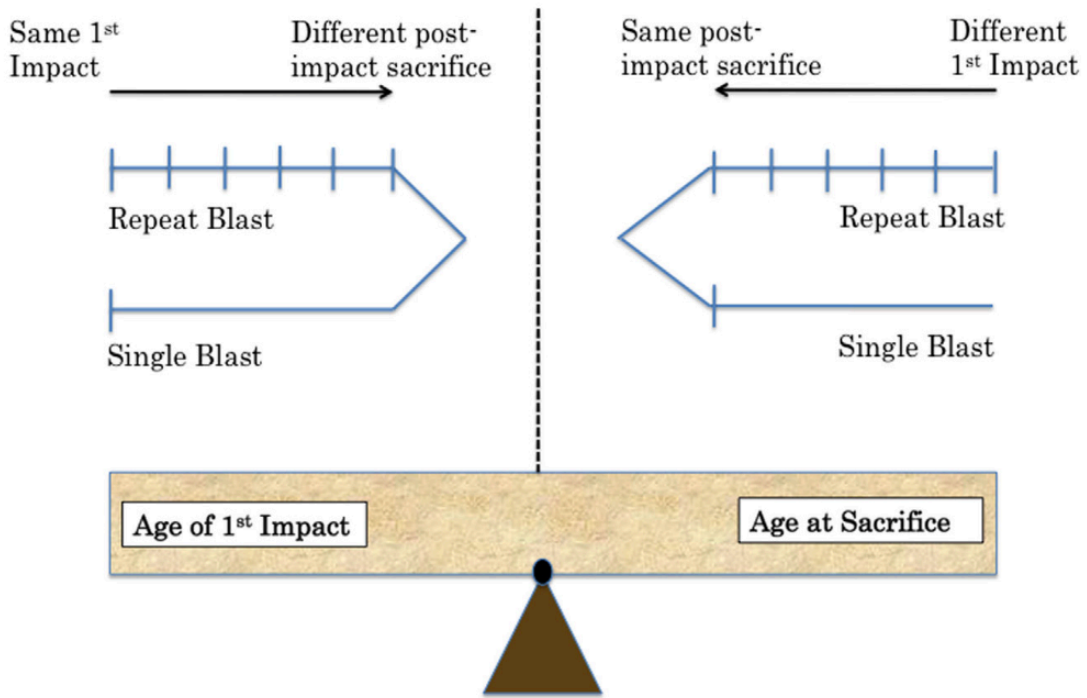 Same 1st
Impact
Different post-
impact sacrifice
Same post-
impact sacrifice
Different
1st Impact
Repeat Blast
Repeat Blast
Single Blast
Single Blast
Age of 1st Impact
Age at Sacrifice